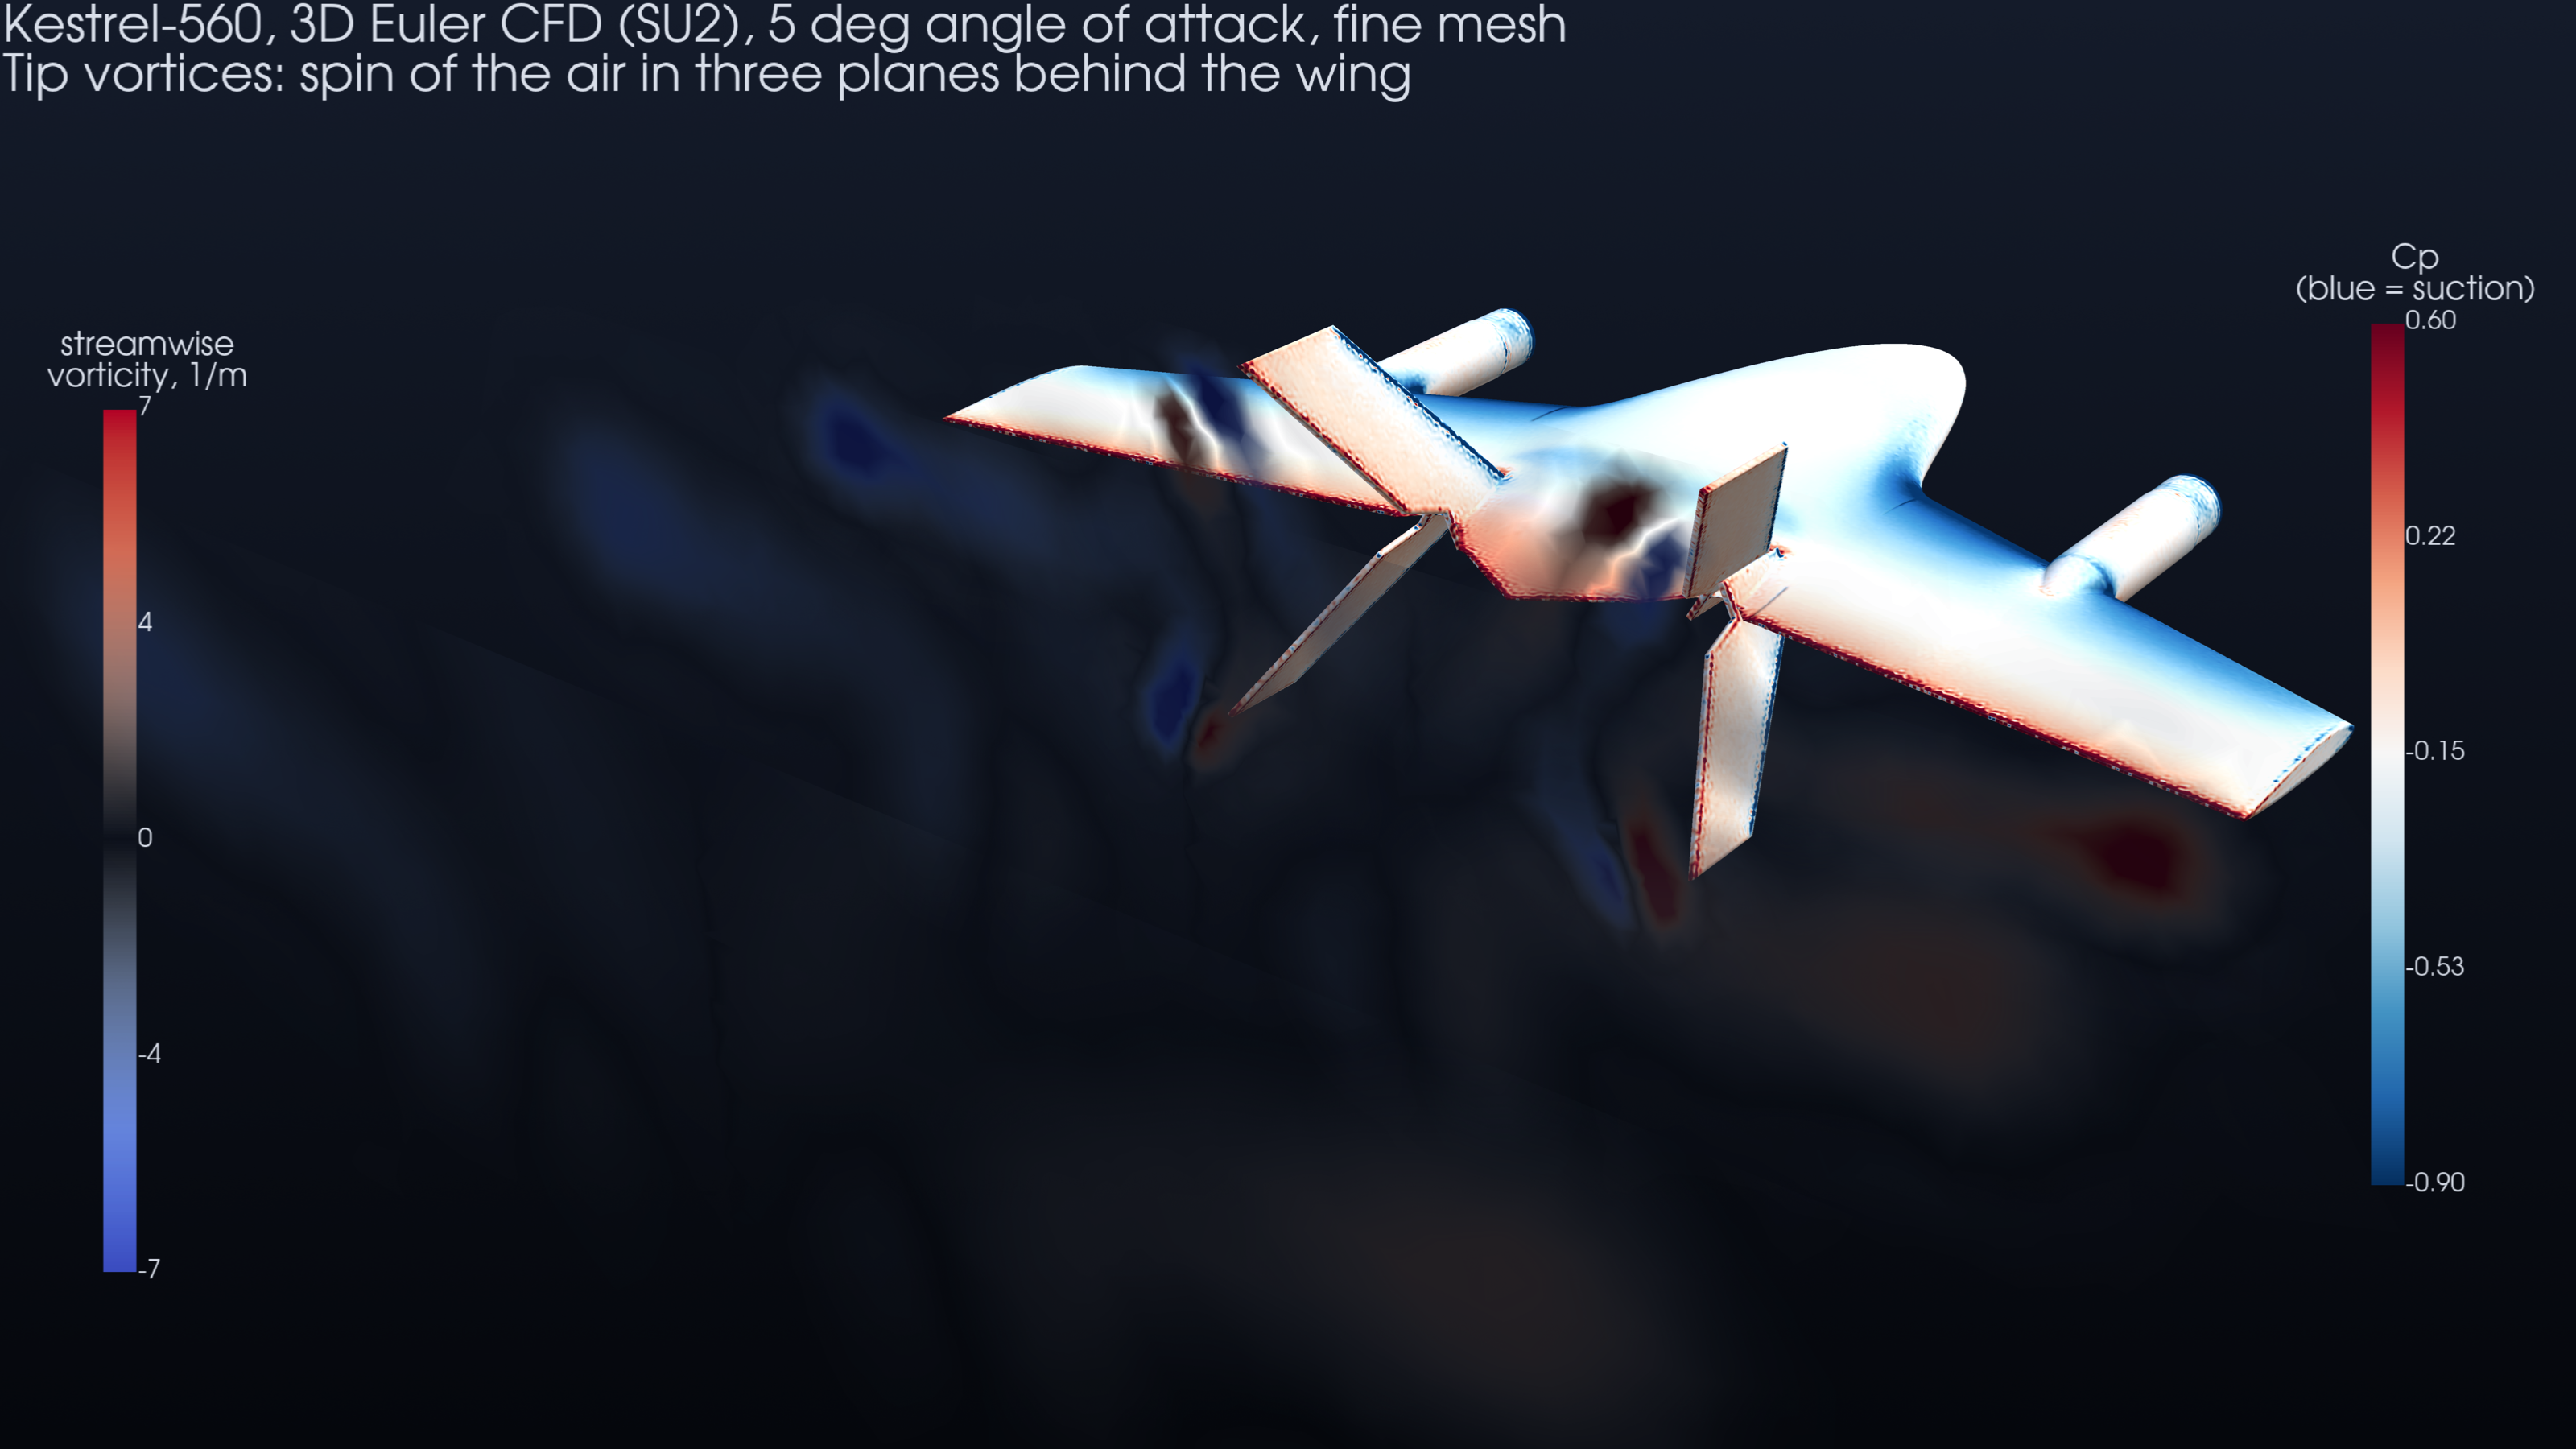 Kestrel-560, 3D Euler CFD (SU2), 5 deg angle of attack, fine mesh
Tip vortices: spin of the air in three planes behind the wing
streamwise
vorticity, 1/m
7
4
0
-4
-7
Cp
(blue = suction)
0.60
0.22
-0.15
-0.53
-0.90